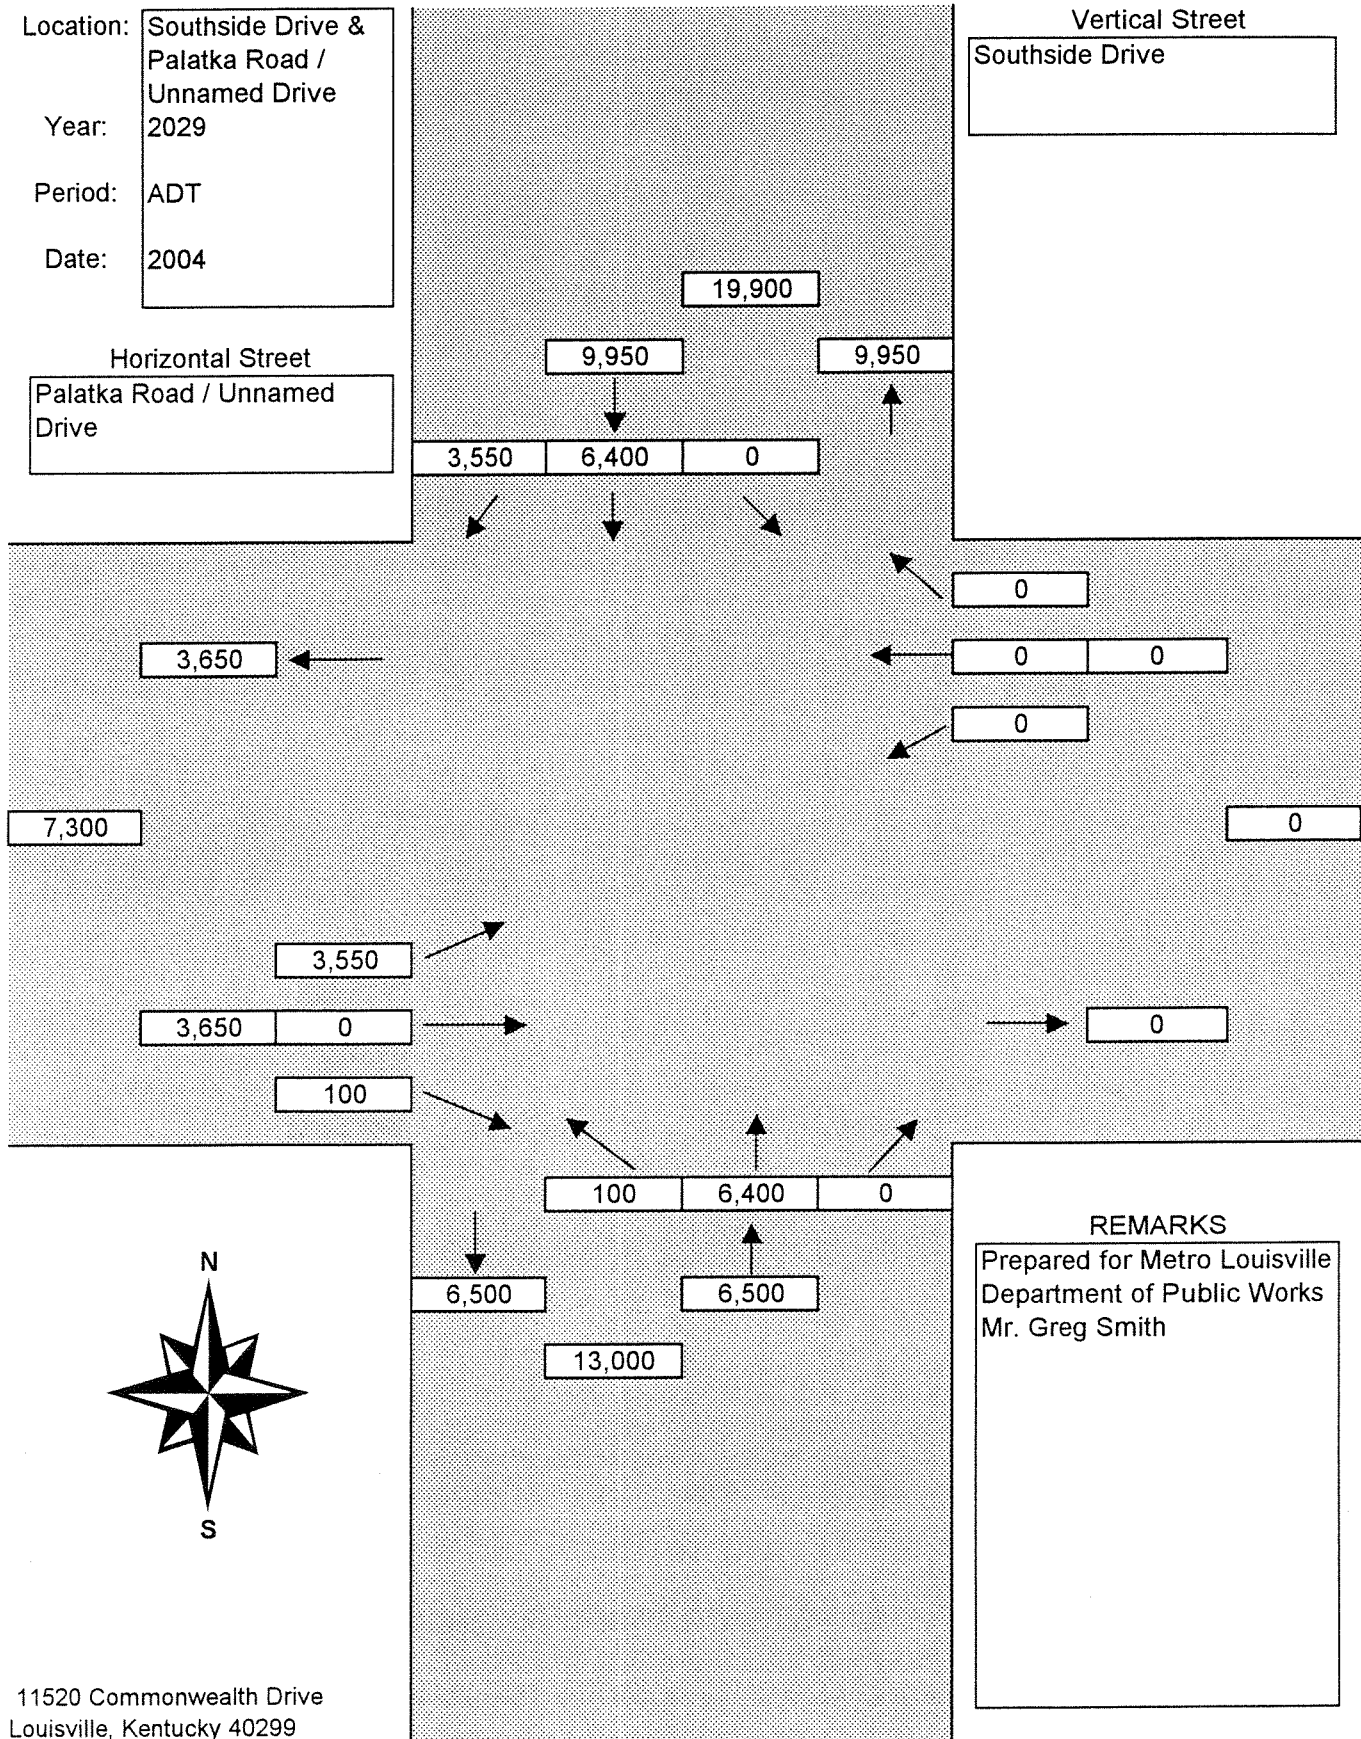 Location: Southside Drive &
Palatka Road /
Unnamed Drive
Year: 2029
Period: ADT
Date: 2004
Vertical Street
Southside Drive
Horizontal Street
Palatka Road / Unnamed
Drive
19,900
9,950 9,950
3,550 6,400 0
0
3,650 0 0
0
7,300 0
3,550
3,650 0 0
100
100 6,400 0
6,500 6,500
13,000
N
S
REMARKS
Prepared for Metro Louisville
Department of Public Works
Mr. Greg Smith
11520 Commonwealth Drive
Louisville, Kentucky 40299